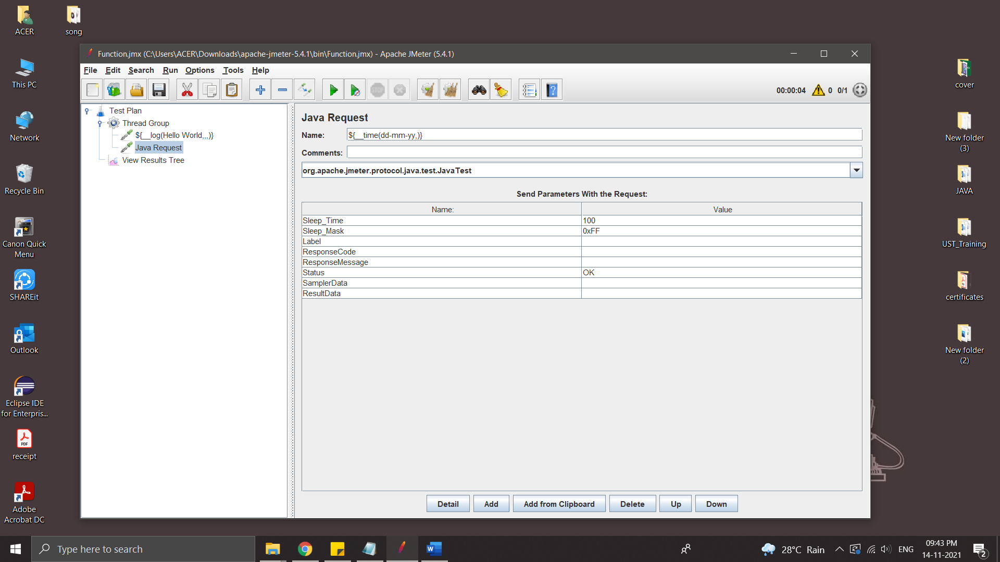 ACER
song
This PC
Network
Recycle Bin
Canon Quick
Menu
SHAREit
Outlook
Eclipse IDE
for Enterpris...
PDF
receipt
Adobe
Acrobat DC
Function.jmx (C:\Users\ACER\Downloads\apache-jmeter-5.4.1\bin\Function.jmx) - Apache JMeter (5.4.1)
File Edit Search Run Options Tools Help
STOP
00:00:04 0 0/1
Test Plan
Thread Group
${__log(Hello World,,,)}
Java Request
View Results Tree
Java Request
Name: ${__time(dd-mm-yy,)}
Comments:
org.apache.jmeter.protocol.java.test.JavaTest
Send Parameters With the Request:
Name: Value
Sleep_Time 100
Sleep_Mask 0xFF
Label
ResponseCode
ResponseMessage
Status OK
SamplerData
ResultData
Detail Add Add from Clipboard Delete Up Down
cover
New folder
(3)
JAVA
UST_Training
certificates
New folder
(2)
Type here to search
28°C Rain
ENG
09:43 PM
14-11-2021
2